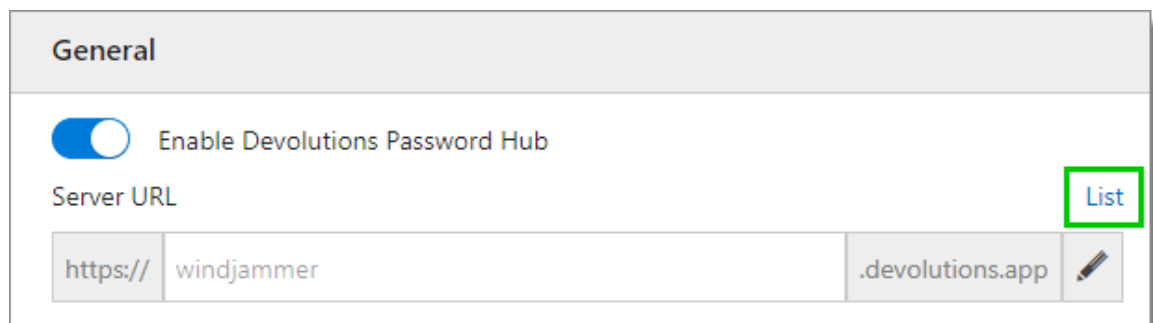 General
Enable Devolutions Password Hub
Server URL List
https:// windjammer .devolutions.app